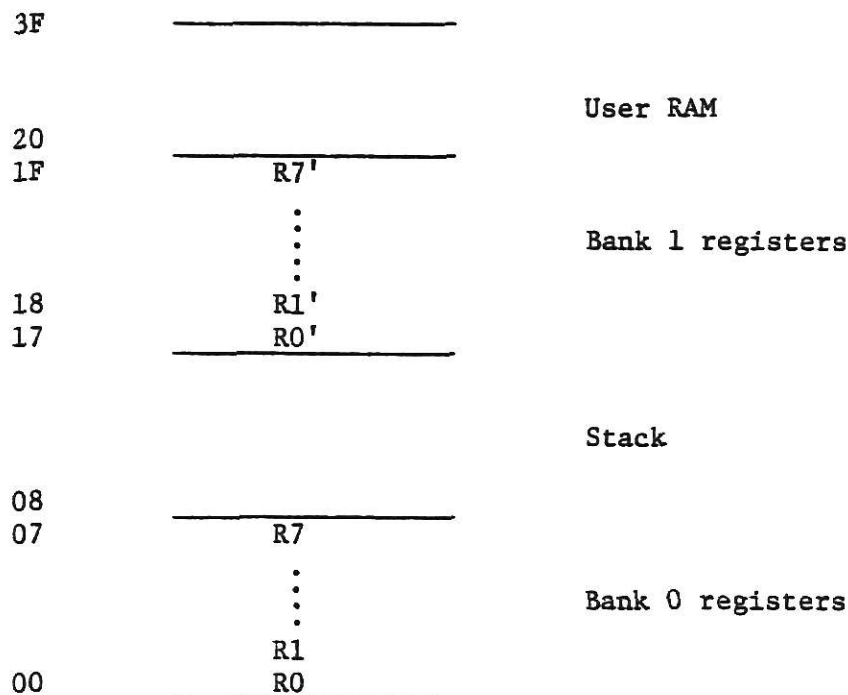 3F
User RAM
20
1F R7'
Bank 1 registers
18 R1'
17 R0'
Stack
08
07 R7
Bank 0 registers
R1
00 R0